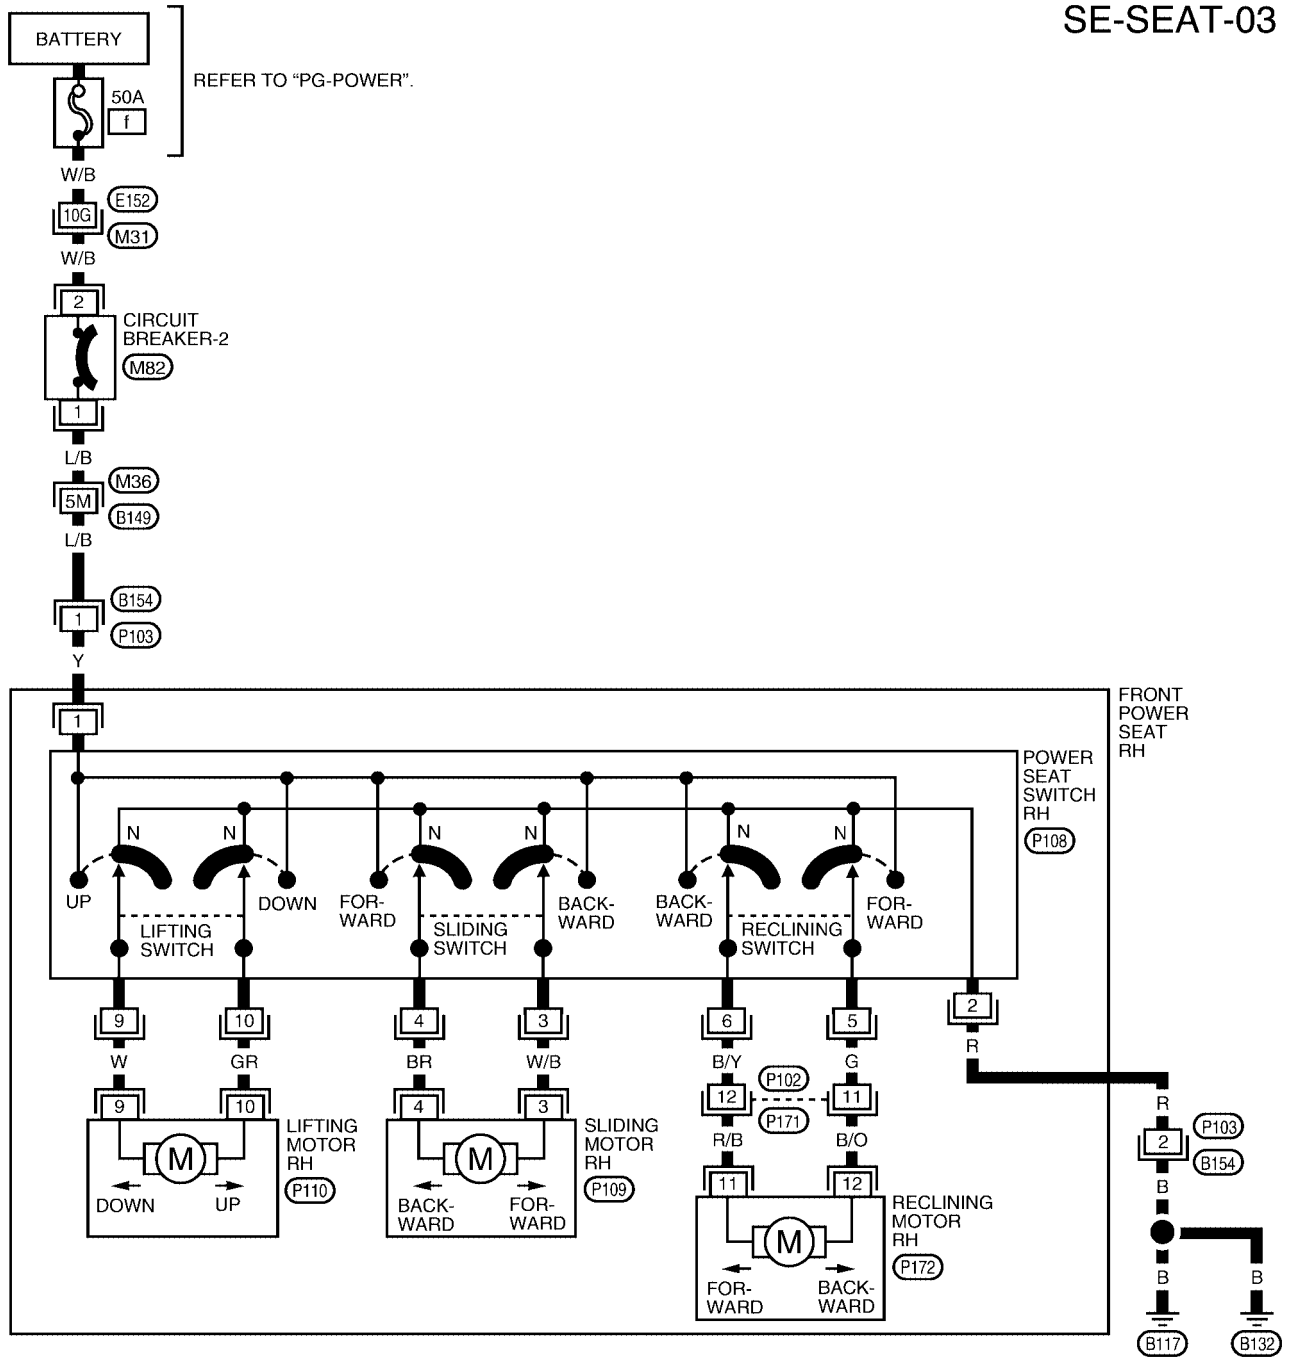 SE-SEAT-03
BATTERY
REFER TO “PG-POWER”.
50A
f
W/B
E152
10G
M31
W/B
2
CIRCUIT
BREAKER-2
M82
1
L/B
M36
5M
B149
L/B
B154
1
P103
Y
FRONT
POWER
SEAT
RH
1
POWER
SEAT
SWITCH
RH
P108
N N N N N N
UP DOWN FOR-
WARD BACK-
WARD BACK-
WARD FOR-
WARD
LIFTING
SWITCH
SLIDING
SWITCH
RECLINING
SWITCH
9 10 4 3 6 5 2
W GR BR W/B B/Y G R
P102
9 10 4 3 12 11
P171
R
LIFTING
MOTOR
RH
P110
SLIDING
MOTOR
RH
P109
R/B B/O
P103
2
B154
M M
DOWN UP
BACK-
WARD
FOR-
WARD
11 12
B
RECLINING
MOTOR
RH
P172
M
FOR-
WARD
BACK-
WARD
B B
B117 B132